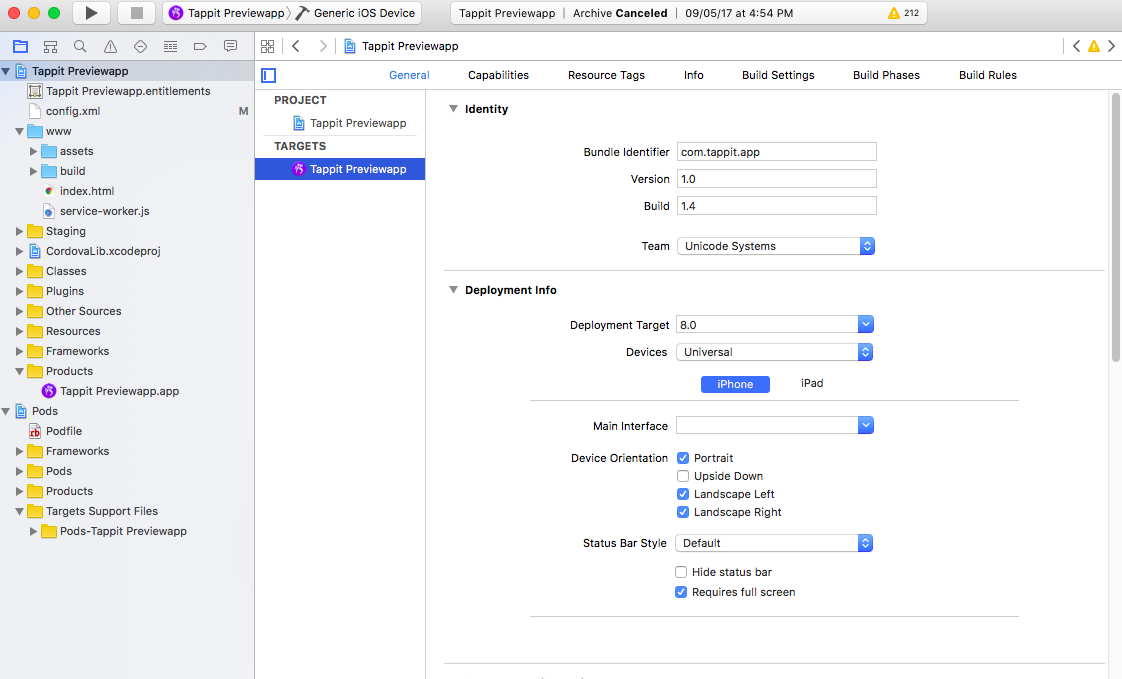 Tappit Previewapp Generic iOS Device Tappit Previewapp | Archive Canceled | 09/05/17 at 4:54 PM 212
Tappit Previewapp
General Capabilities Resource Tags Info Build Settings Build Phases Build Rules
Tappit Previewapp
Tappit Previewapp.entitlements
config.xml M
www
assets
build
index.html
service-worker.js
Staging
CordovaLib.xcodeproj
Classes
Plugins
Other Sources
Resources
Frameworks
Products
Tappit Previewapp.app
Pods
Podfile
Frameworks
Pods
Products
Targets Support Files
Pods-Tappit Previewapp
PROJECT
Tappit Previewapp
TARGETS
Tappit Previewapp
Identity
Bundle Identifier com.tappit.app
Version 1.0
Build 1.4
Team Unicode Systems
Deployment Info
Deployment Target 8.0
Devices Universal
iPhone iPad
Main Interface
Device Orientation Portrait
Upside Down
Landscape Left
Landscape Right
Status Bar Style Default
Hide status bar
Requires full screen